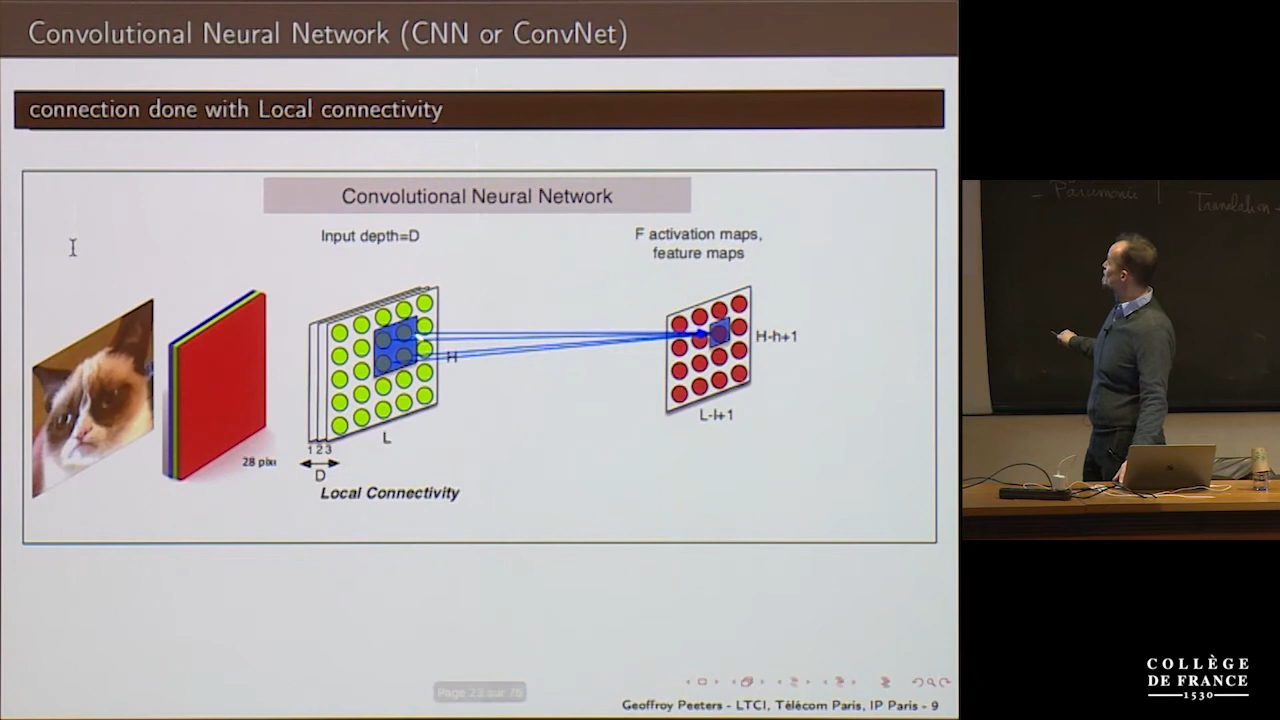 Convolutional Neural Network (CNN or ConvNet)
connection done with Local connectivity
Convolutional Neural Network
Input depth=D
F activation maps,
feature maps
H
H-h+1
L
L-l+1
1 2 3
D
28 pixe
Local Connectivity
Page 23 sur 76
Geoffroy Peeters - LTCI, Télécom Paris, IP Paris - 9
- Parcimonie
Translation -
COLLÈGE
DE FRANCE
1530